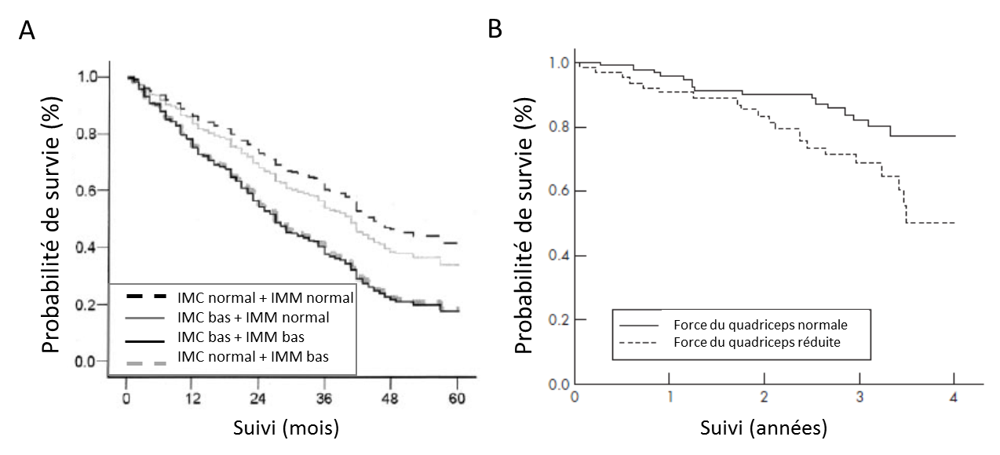 A
Probabilité de survie (%)
1.0
0.8
0.6
0.4
0.2
0.0
IMC normal + IMM normal
IMC bas + IMM normal
IMC bas + IMM bas
IMC normal + IMM bas
0 12 24 36 48 60
Suivi (mois)
B
Probabilité de survie (%)
1.0
0.8
0.6
0.4
0.2
0.0
Force du quadriceps normale
Force du quadriceps réduite
0 1 2 3 4
Suivi (années)